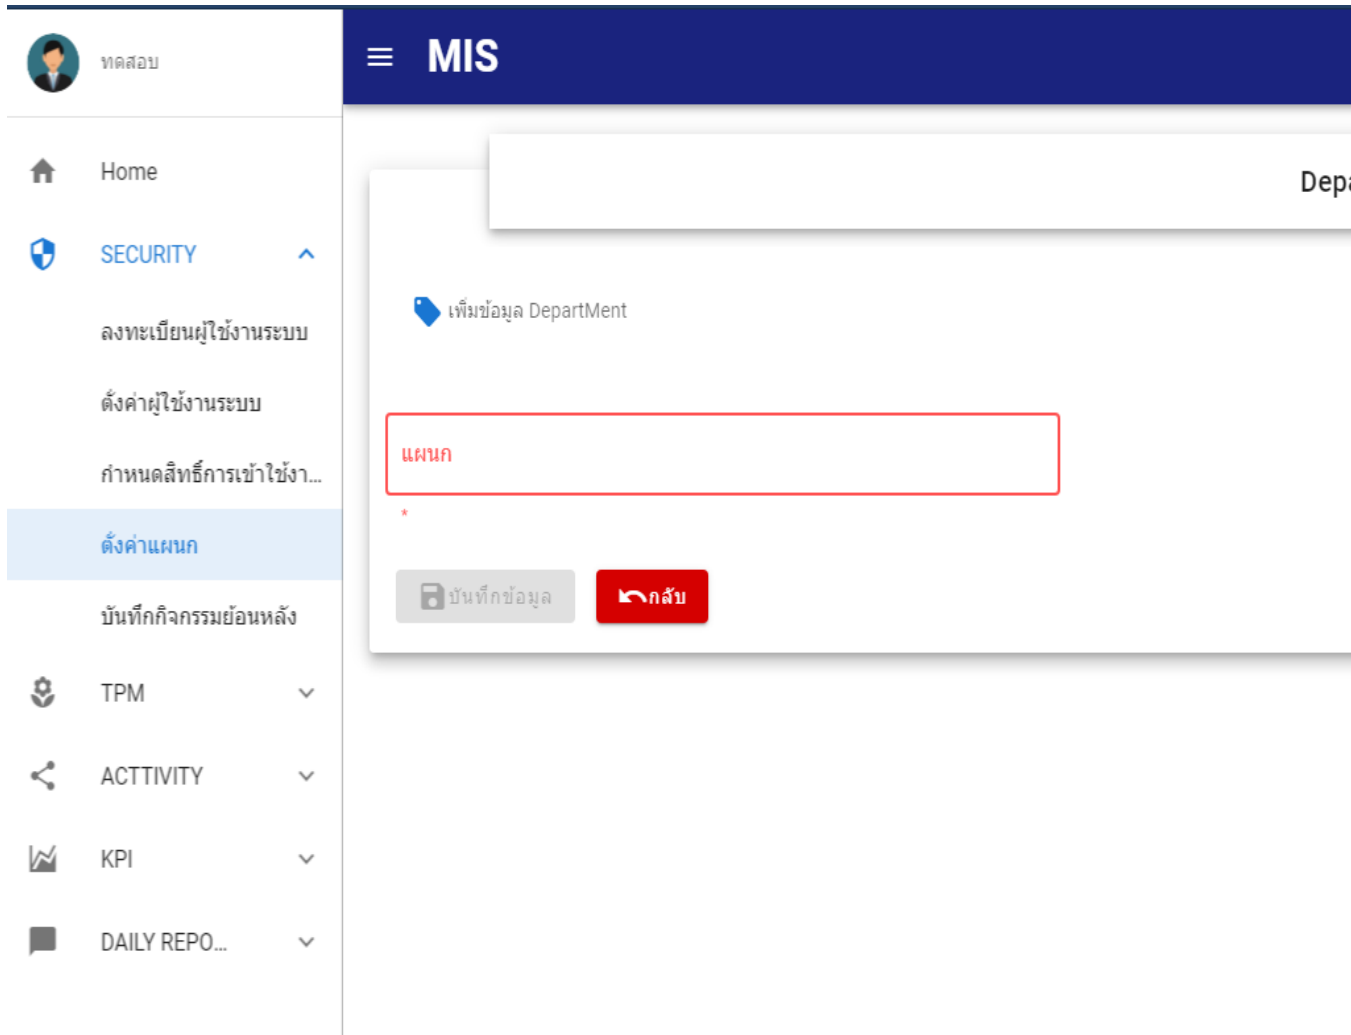 ทดสอบ
MIS
Home
SECURITY
ลงทะเบียนผู้ใช้งานระบบ
ตั้งค่าผู้ใช้งานระบบ
กำหนดสิทธิ์การเข้าใช้งา...
ตั้งค่าแผนก
บันทึกกิจกรรมย้อนหลัง
TPM
ACTTIVITY
KPI
DAILY REPO...
Depa
เพิ่มข้อมูล DepartMent
แผนก
*
บันทึกข้อมูล
กลับ